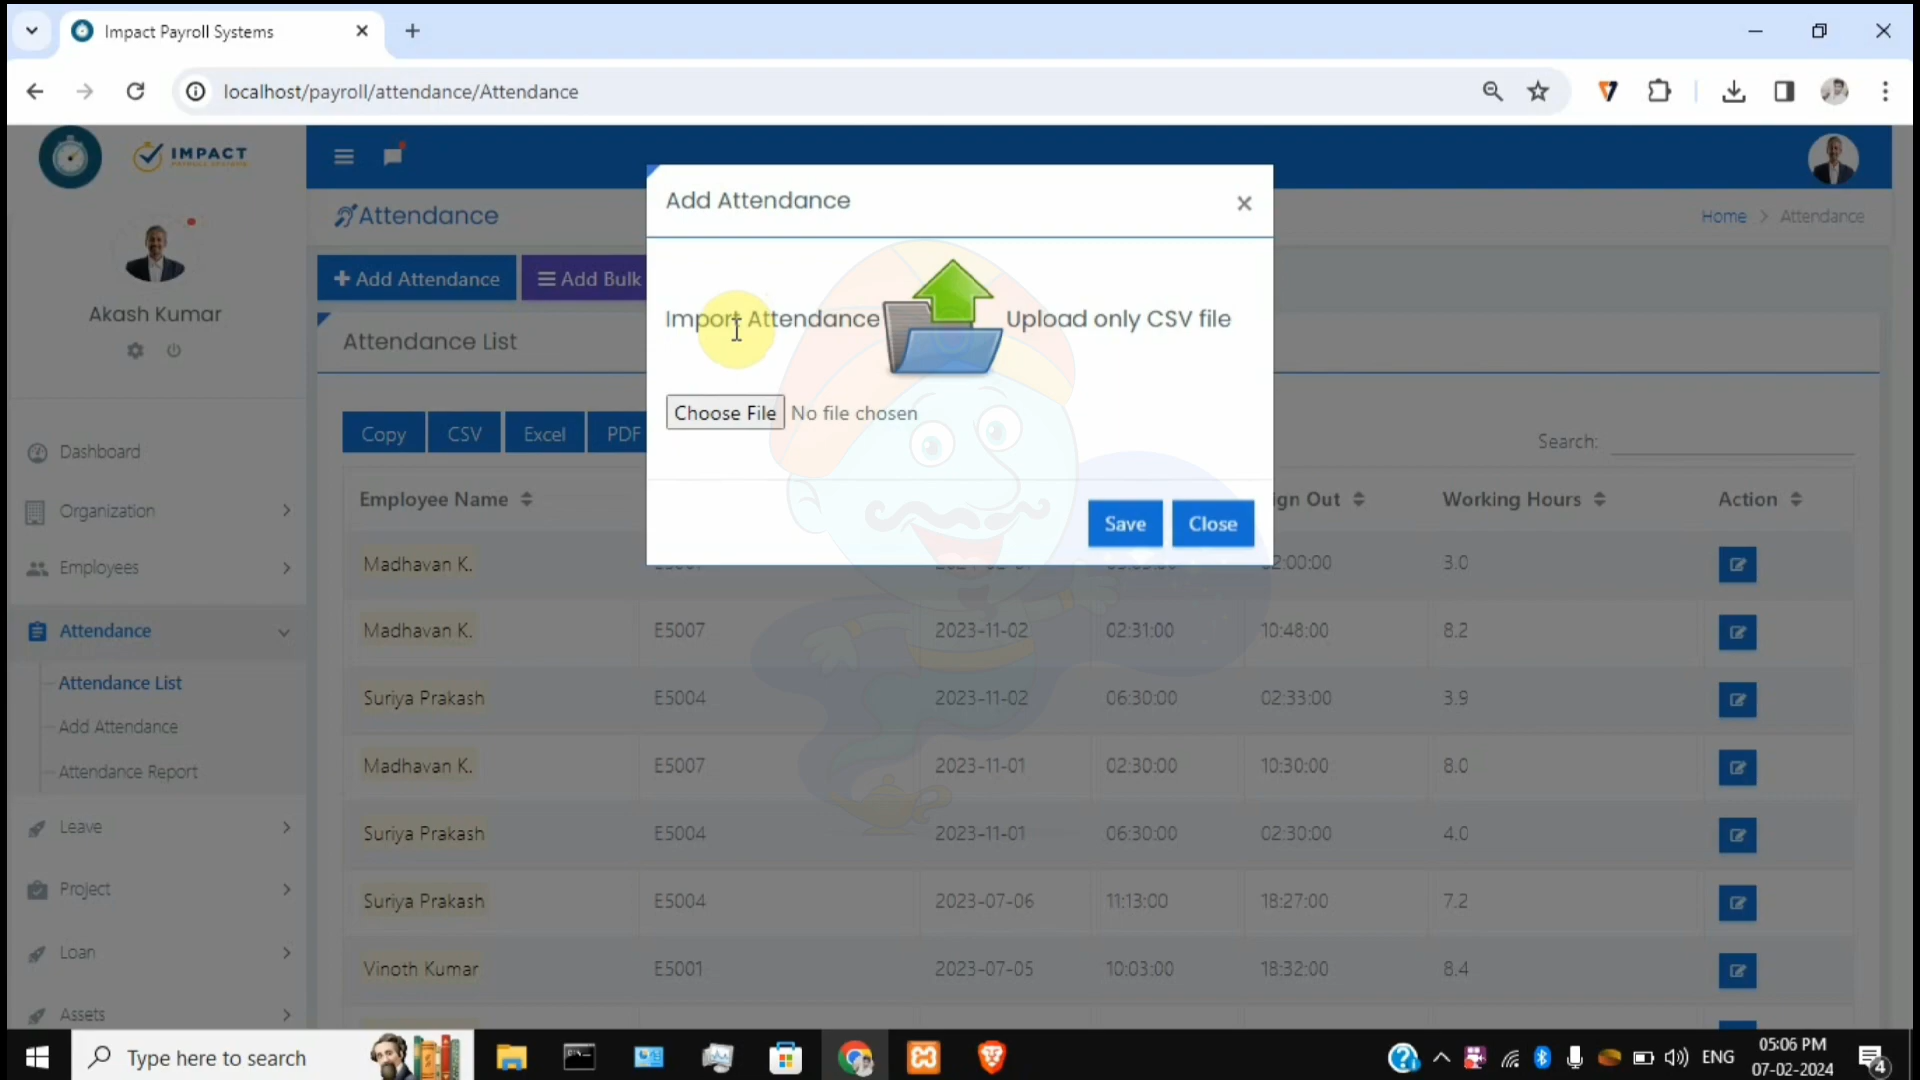 Impact Payroll Systems
localhost/payroll/attendance/Attendance
IMPACT
Attendance
Home > Attendance
Akash Kumar
Add Attendance
Add Bulk
Attendance List
Copy
CSV
Excel
PDF
Search:
Dashboard
Organization
Employees
Attendance
Attendance List
Add Attendance
Attendance Report
Leave
Project
Loan
Assets
Add Attendance
×
Import Attendance
Upload only CSV file
Choose File No file chosen
Save
Close
Employee Name
gn Out
Working Hours
Action
Madhavan K. 2:00:00 3.0
Madhavan K. E5007 2023-11-02 02:31:00 10:48:00 8.2
Suriya Prakash E5004 2023-11-02 06:30:00 02:33:00 3.9
Madhavan K. E5007 2023-11-01 02:30:00 10:30:00 8.0
Suriya Prakash E5004 2023-11-01 06:30:00 02:30:00 4.0
Suriya Prakash E5004 2023-07-06 11:13:00 18:27:00 7.2
Vinoth Kumar E5001 2023-07-05 10:03:00 18:32:00 8.4
Type here to search
ENG
05:06 PM
07-02-2024
4